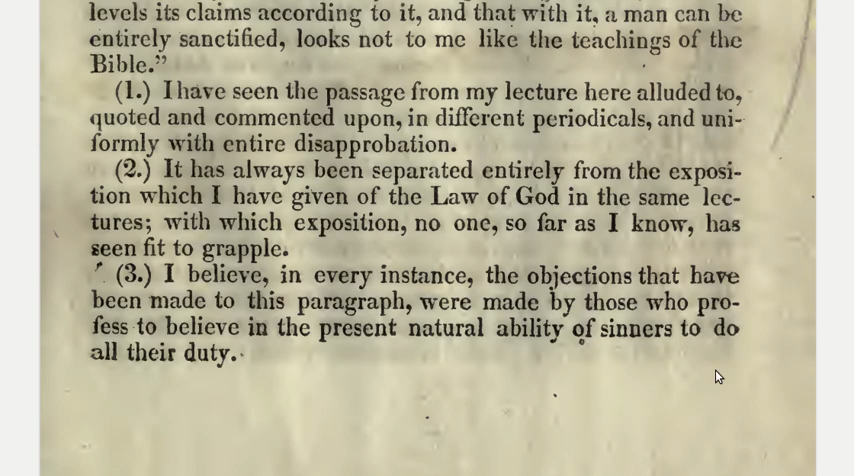 levels its claims according to it, and that with it, a man can be
entirely sanctified, looks not to me like the teachings of the
Bible.”
(1.) I have seen the passage from my lecture here alluded to,
quoted and commented upon, in different periodicals, and uni-
formly with entire disapprobation.
(2.) It has always been separated entirely from the exposi-
tion which I have given of the Law of God in the same lec-
tures; with which exposition, no one, so far as I know, has
seen fit to grapple.
(3.) I believe, in every instance, the objections that have
been made to this paragraph, were made by those who pro-
fess to believe in the present natural ability of sinners to do
all their duty.